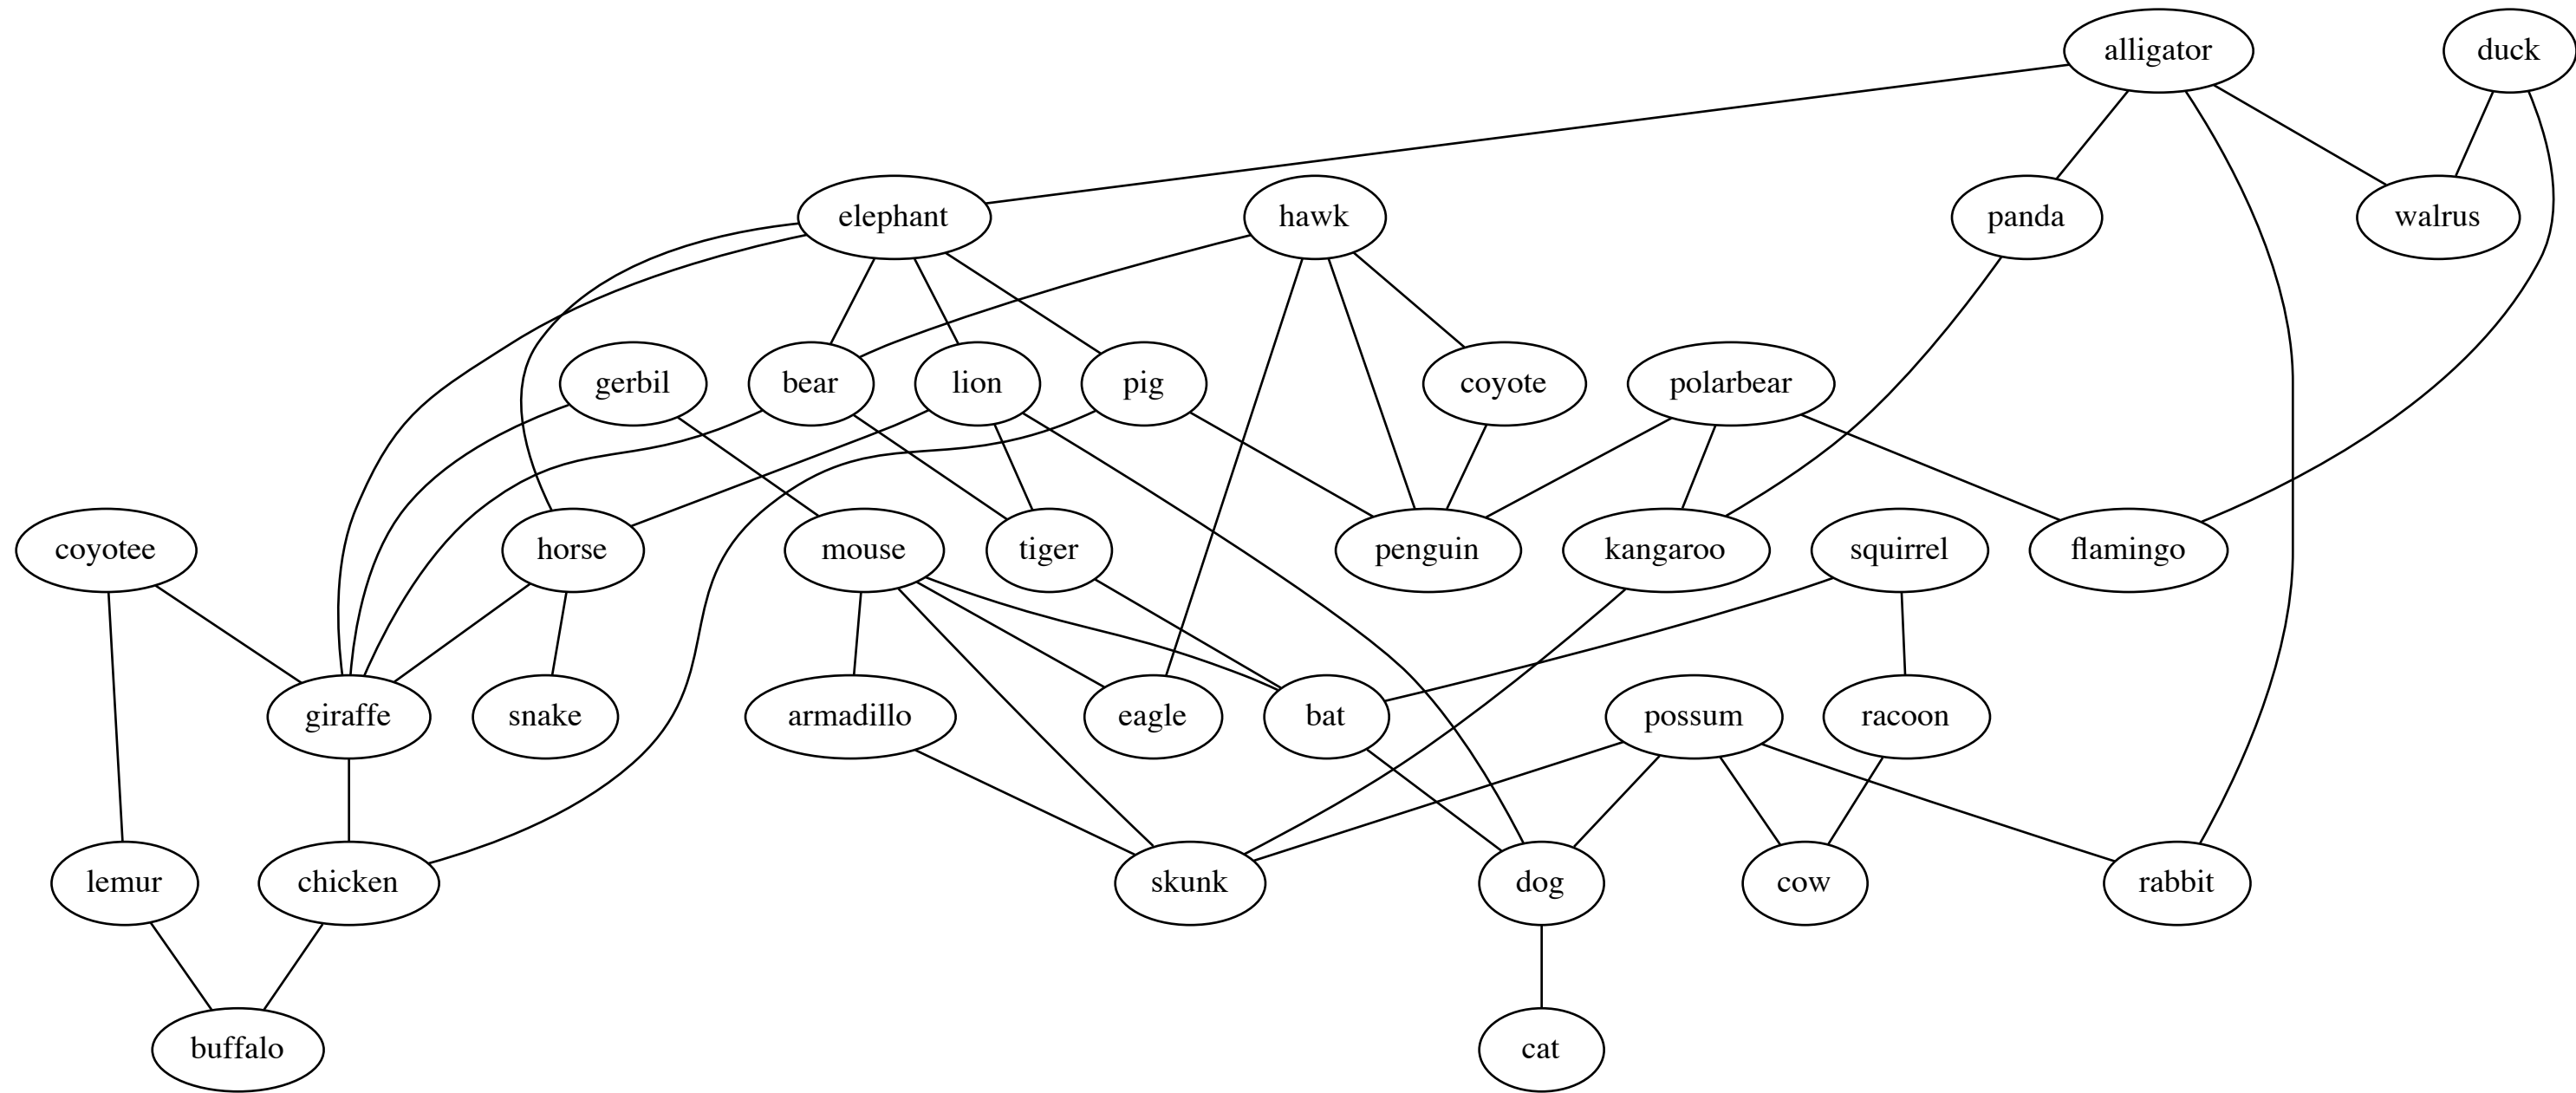 alligator
duck
elephant
hawk
panda
walrus
gerbil
bear
lion
pig
coyote
polarbear
coyotee
horse
mouse
tiger
penguin
kangaroo
squirrel
flamingo
giraffe
snake
armadillo
eagle
bat
possum
racoon
lemur
chicken
skunk
dog
cow
rabbit
buffalo
cat